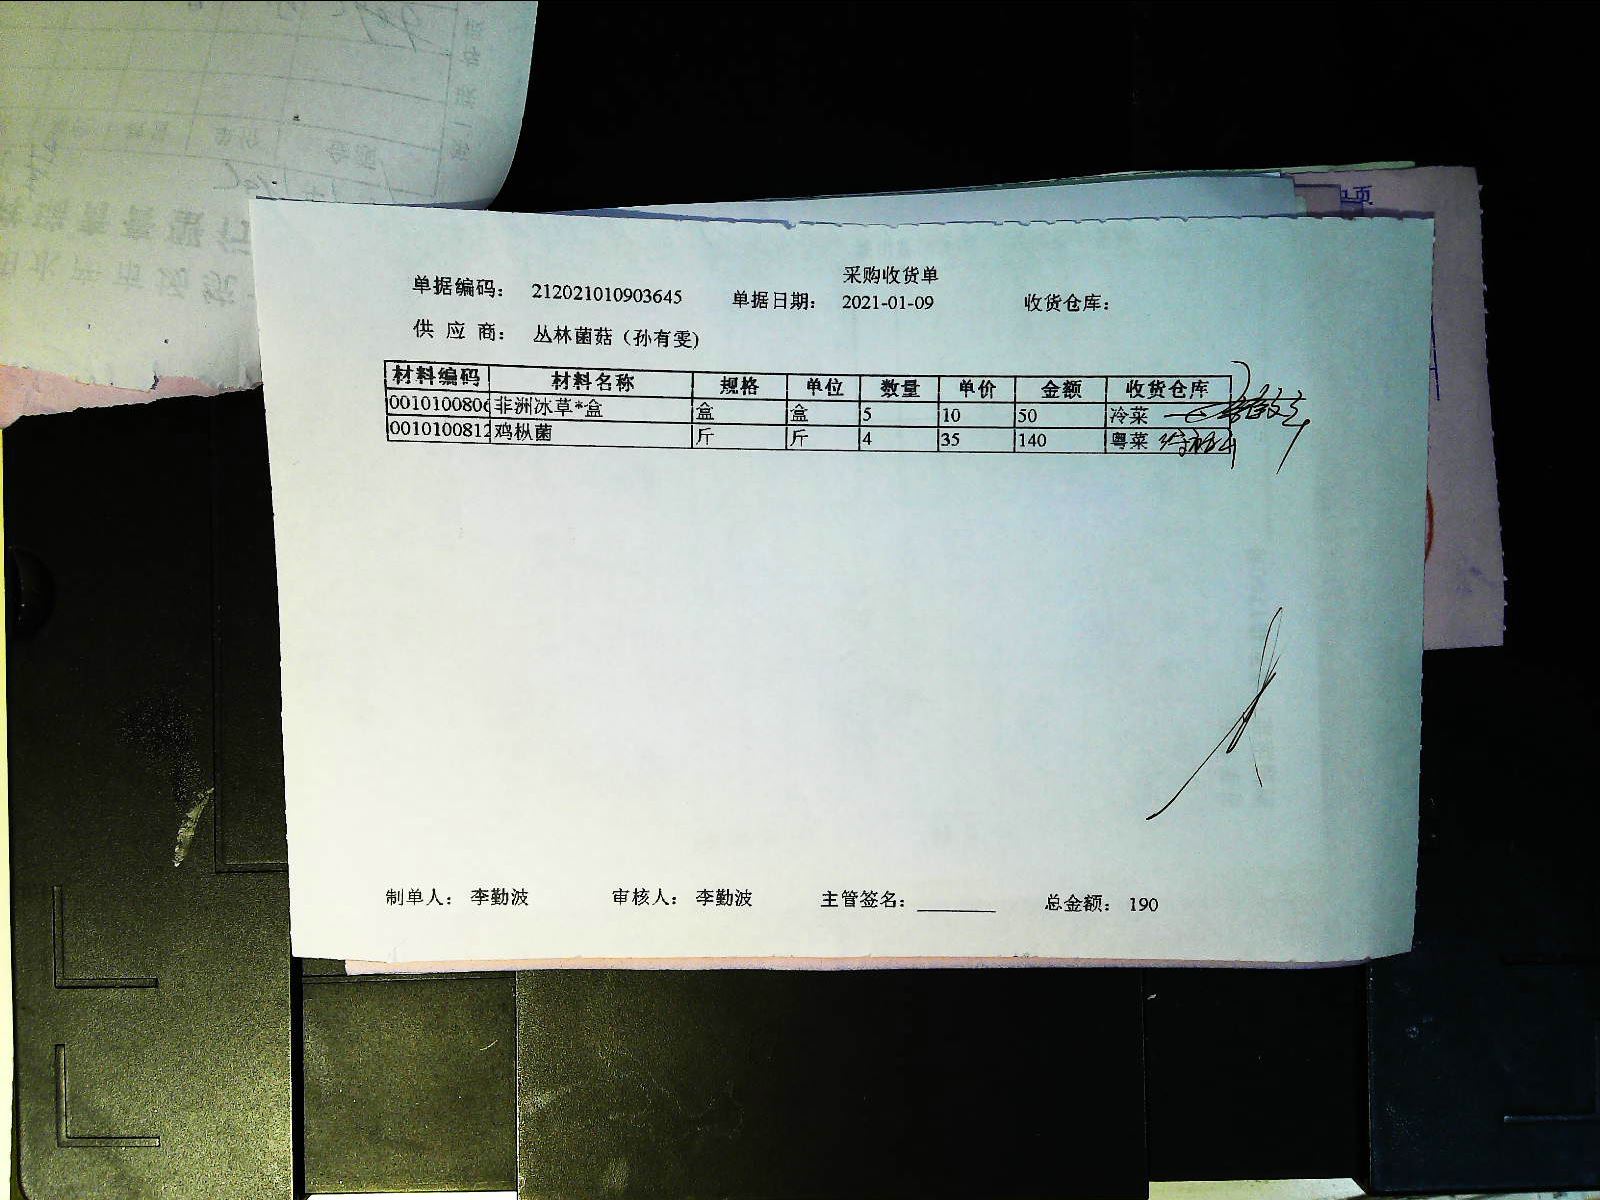 采购收货单
单据编码： 212021010903645 单据日期： 2021-01-09 收货仓库：
供 应 商： 丛林菌菇（孙有雯）
材料编码 材料名称 规格 单位 数量 单价 金额 收货仓库
0010100806 非洲冰草*盒 盒 盒 5 10 50 冷菜
0010100812 鸡枞菌 斤 斤 4 35 140 粤菜
制单人： 李勤波 审核人： 李勤波 主管签名： 总金额： 190